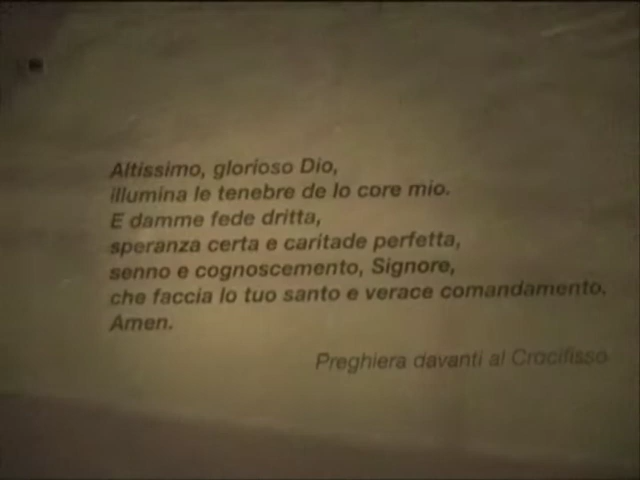 Altissimo, glorioso Dio,
illumina le tenebre de lo core mio.
E damme fede dritta,
speranza certa e caritade perfetta,
senno e cognoscemento, Signore,
che faccia lo tuo santo e verace comandamento.
Amen.
Preghiera davanti al Crocifisso